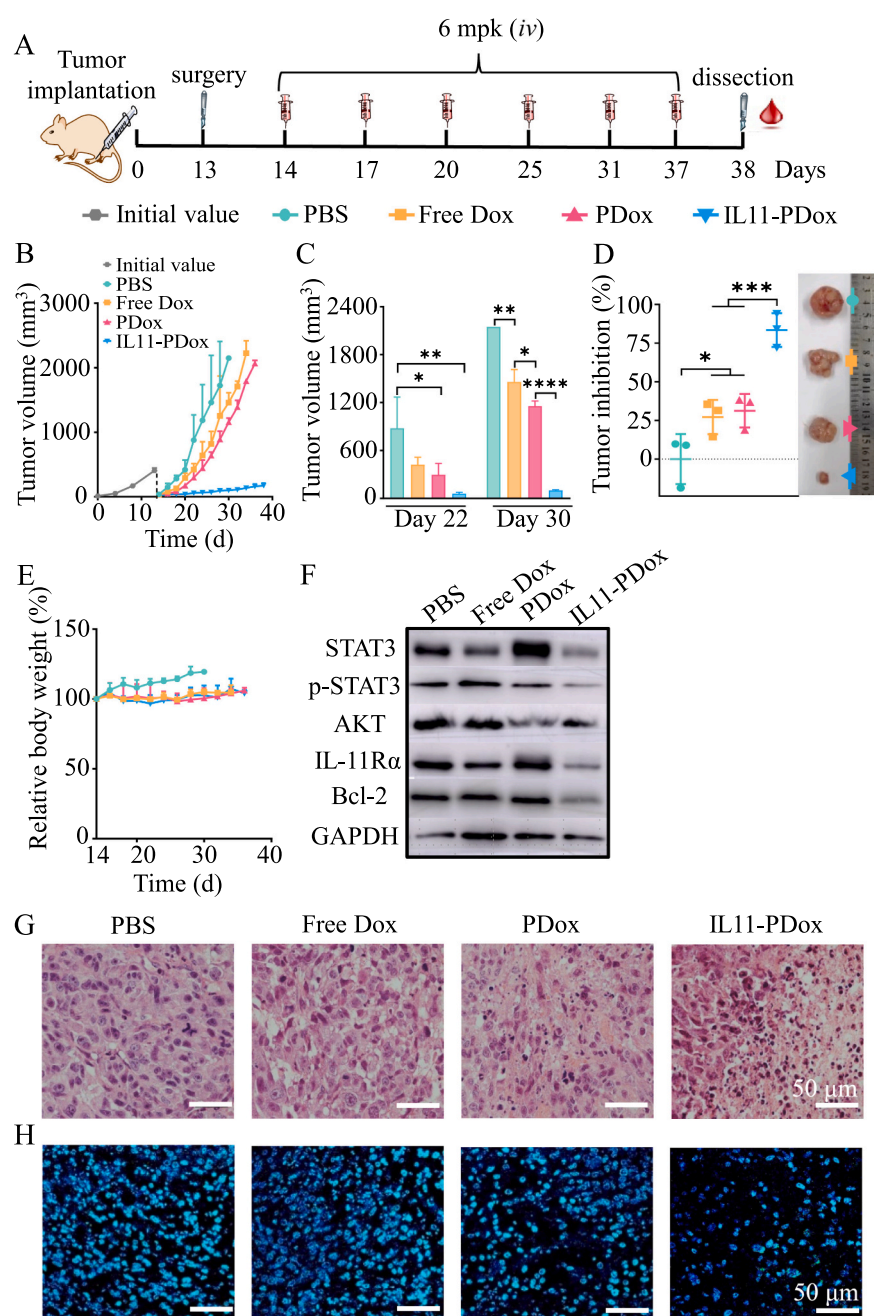 A
6 mpk (iv)
Tumor
implantation
surgery
dissection
0 13 14 17 20 25 31 37 38 Days
Initial value PBS Free Dox PDox IL11-PDox
B
Initial value
PBS
Free Dox
PDox
IL11-PDox
Tumor volume (mm³)
3000
2000
1000
0
0 10 20 30 40
Time (d)
C
Tumor volume (mm³)
2400
1800
1200
600
0
**
*
**
*
****
Day 22 Day 30
D
Tumor inhibition (%)
100
75
50
25
0
*
***
E
Relative body weight (%)
150
100
50
0
14 20 30 40
Time (d)
F
PBS Free Dox PDox IL11-PDox
STAT3
p-STAT3
AKT
IL-11Rα
Bcl-2
GAPDH
G
PBS Free Dox PDox IL11-PDox
50 μm
H
50 μm